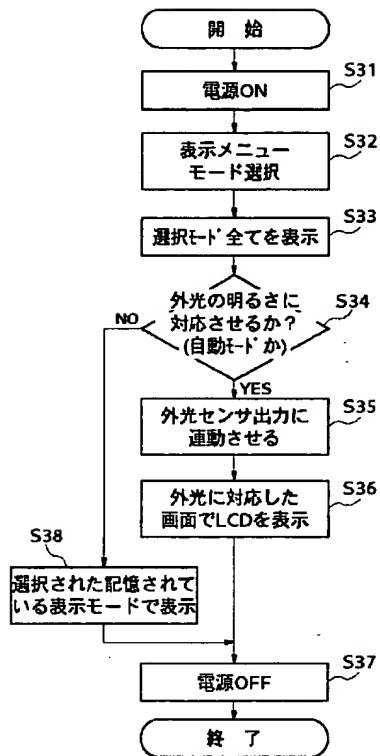 開 始
S31
電源ON
S32
表示メニュー
モード選択
S33
選択ﾓｰﾄﾞ全てを表示
S34
外光の明るさに
対応させるか？
(自動ﾓｰﾄﾞか)
NO
YES
S35
外光センサ出力に
連動させる
S36
外光に対応した
画面でLCDを表示
S38
選択された記憶されて
いる表示モードで表示
S37
電源OFF
終 了